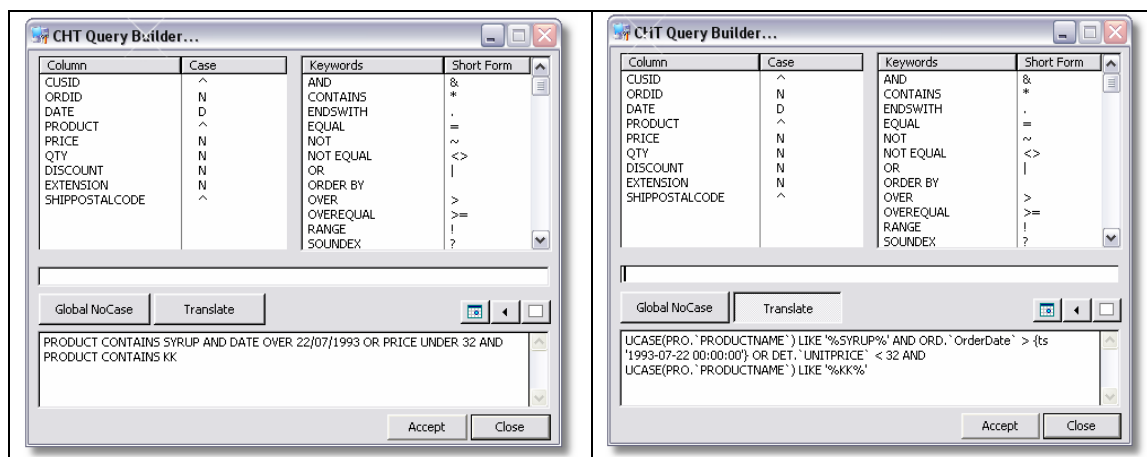 CHT Query Builder...
Column Case Keywords Short Form
CUSID ^ AND &
ORDID N CONTAINS *
DATE D ENDSWITH .
PRODUCT ^ EQUAL =
PRICE N NOT ~
QTY N NOT EQUAL <>
DISCOUNT N OR |
EXTENSION N ORDER BY
SHIPPOSTALCODE ^ OVER >
OVEREQUAL >=
RANGE !
SOUNDEX ?
Global NoCase Translate
PRODUCT CONTAINS SYRUP AND DATE OVER 22/07/1993 OR PRICE UNDER 32 AND
PRODUCT CONTAINS KK
Accept Close
CHT Query Builder...
Column Case Keywords Short Form
CUSID ^ AND &
ORDID N CONTAINS *
DATE D ENDSWITH .
PRODUCT ^ EQUAL =
PRICE N NOT ~
QTY N NOT EQUAL <>
DISCOUNT N OR |
EXTENSION N ORDER BY
SHIPPOSTALCODE ^ OVER >
OVEREQUAL >=
RANGE !
SOUNDEX ?
Global NoCase Translate
UCASE(PRO.`PRODUCTNAME`) LIKE '%SYRUP%' AND ORD.`OrderDate` > {ts
'1993-07-22 00:00:00'} OR DET.`UNITPRICE` < 32 AND
UCASE(PRO.`PRODUCTNAME`) LIKE '%KK%'
Accept Close